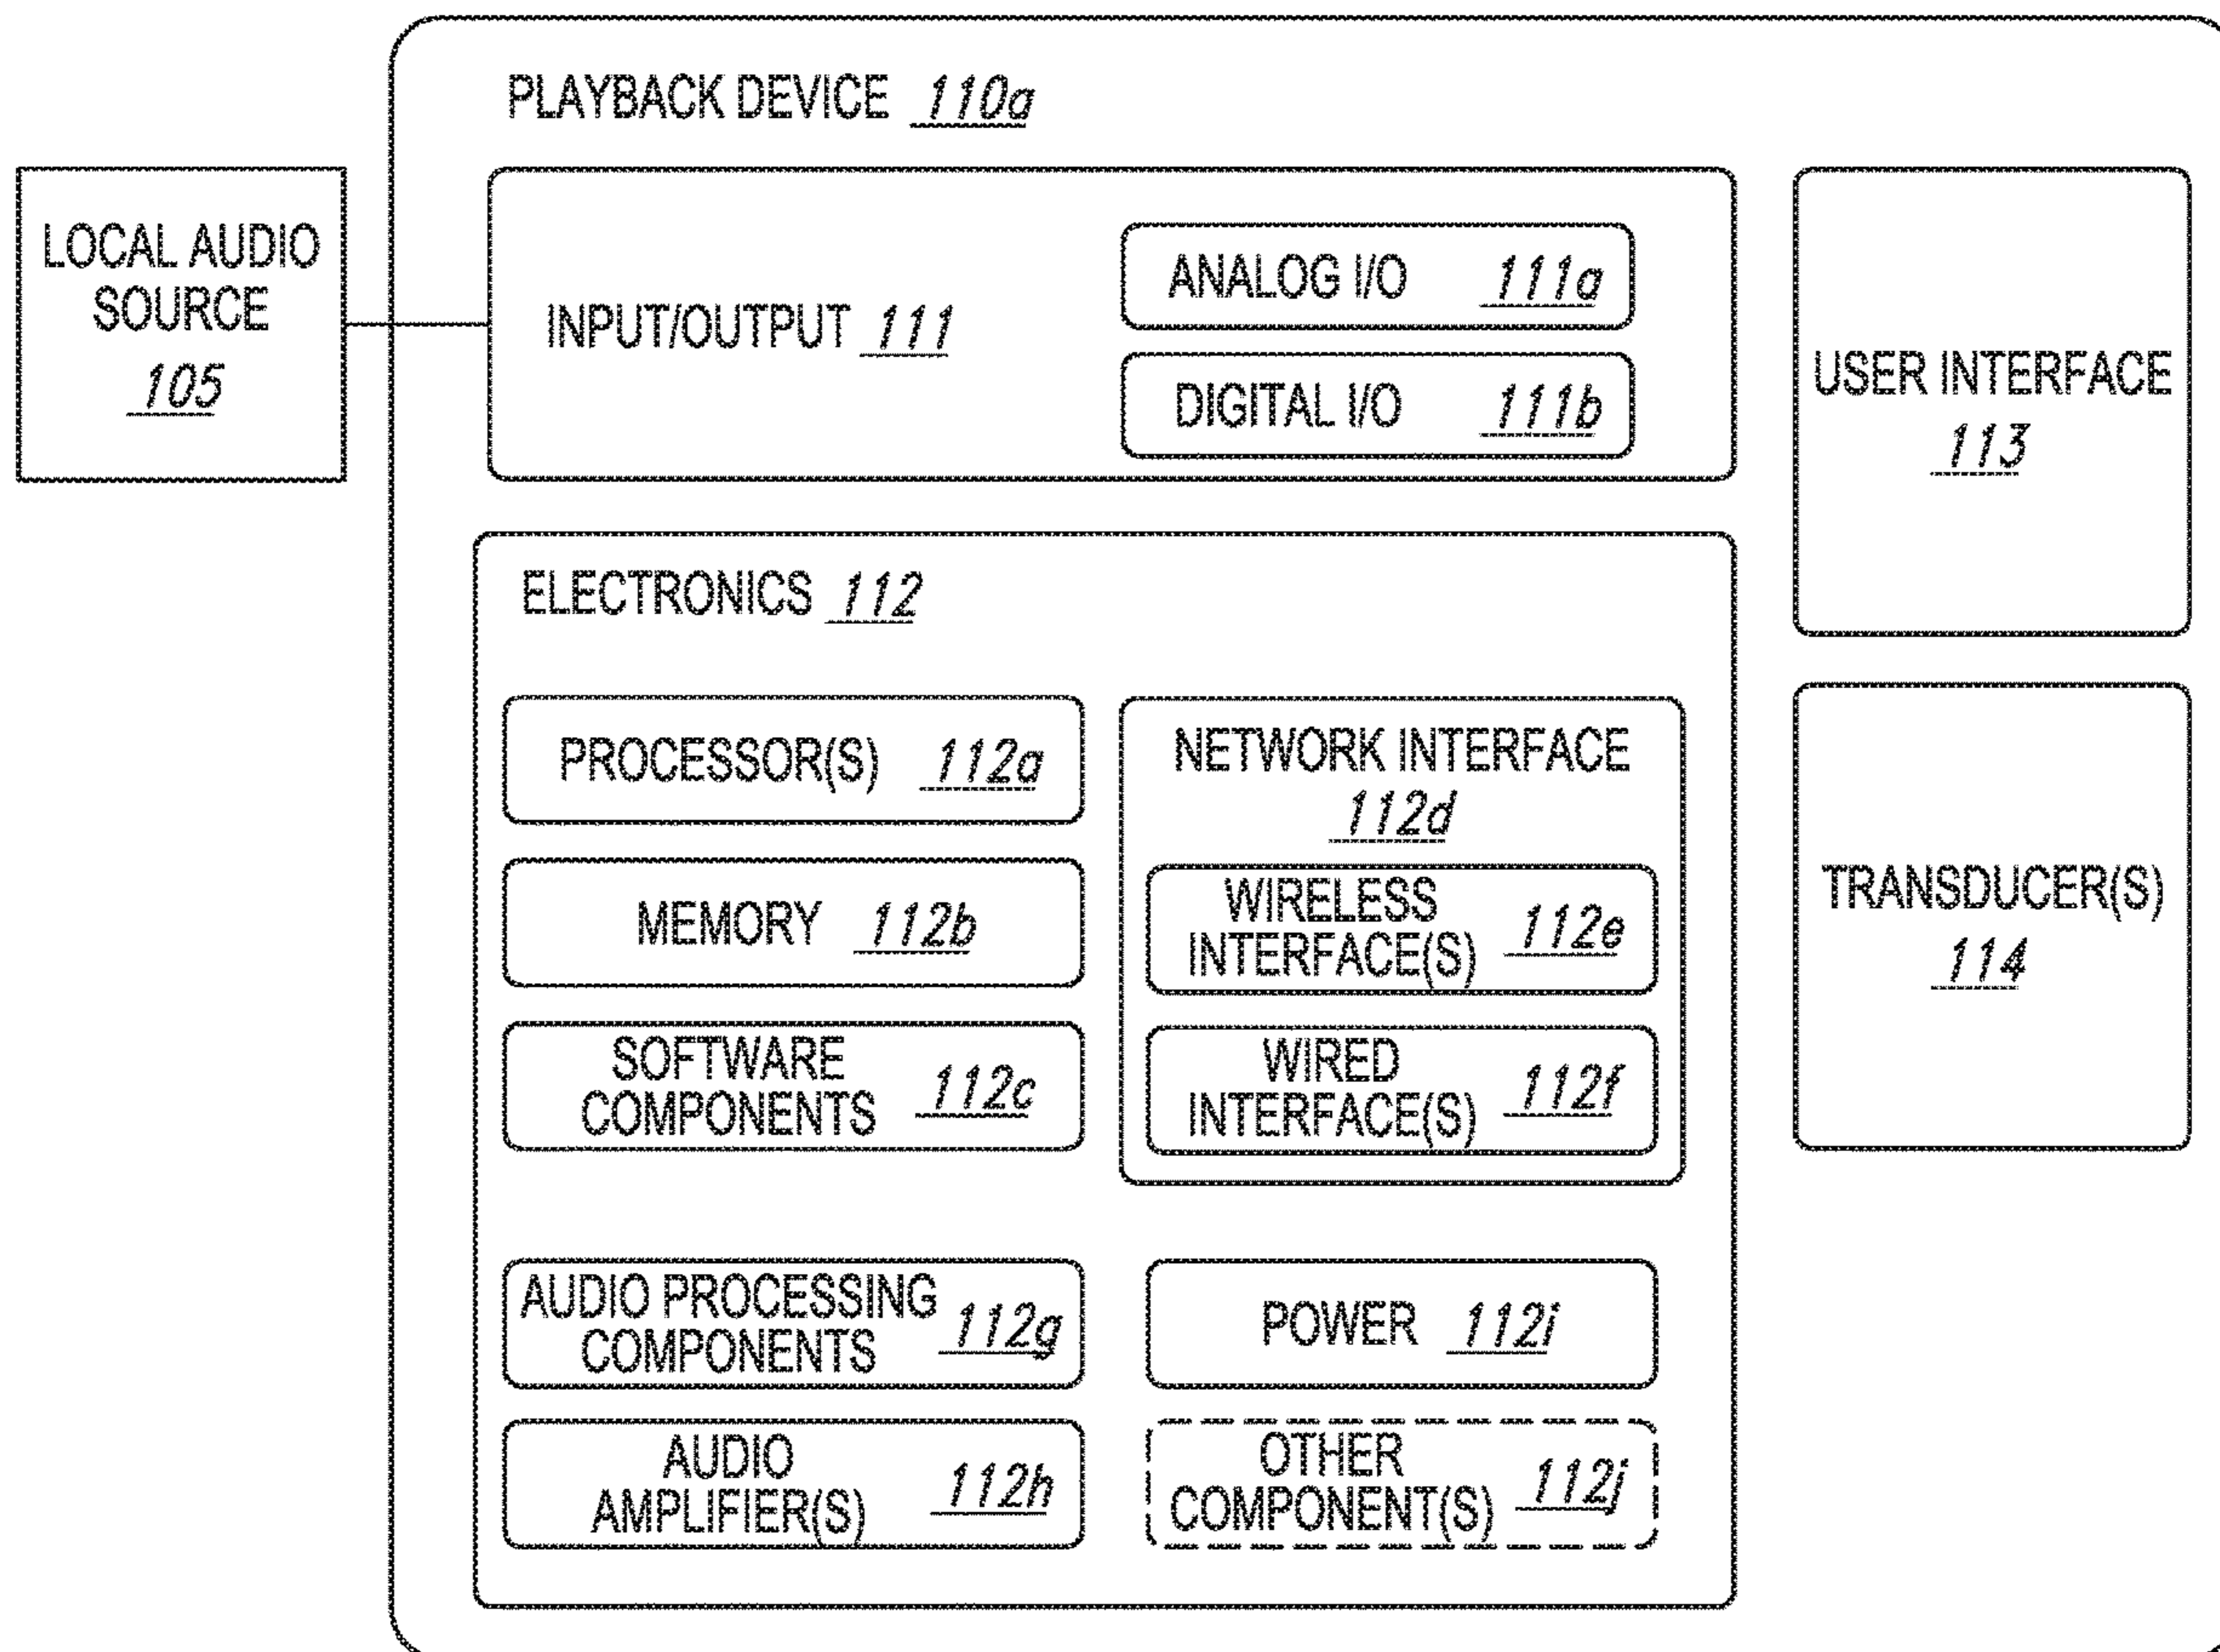 PLAYBACK DEVICE 110a
LOCAL AUDIO
SOURCE
105
INPUT/OUTPUT 111
ANALOG I/O 111a
DIGITAL I/O 111b
USER INTERFACE
113
ELECTRONICS 112
PROCESSOR(S) 112a
MEMORY 112b
SOFTWARE
COMPONENTS 112c
NETWORK INTERFACE
112d
WIRELESS
INTERFACE(S) 112e
WIRED
INTERFACE(S) 112f
TRANSDUCER(S)
114
AUDIO PROCESSING
COMPONENTS 112g
POWER 112i
AUDIO
AMPLIFIER(S) 112h
OTHER
COMPONENT(S) 112j